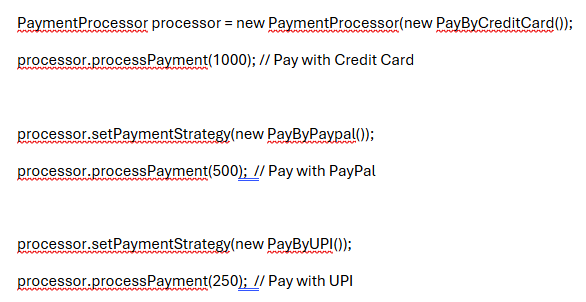 PaymentProcessor processor = new PaymentProcessor(new PayByCreditCard());
processor.processPayment(1000); // Pay with Credit Card
processor.setPaymentStrategy(new PayByPaypal());
processor.processPayment(500);  // Pay with PayPal
processor.setPaymentStrategy(new PayByUPI());
processor.processPayment(250);  // Pay with UPI